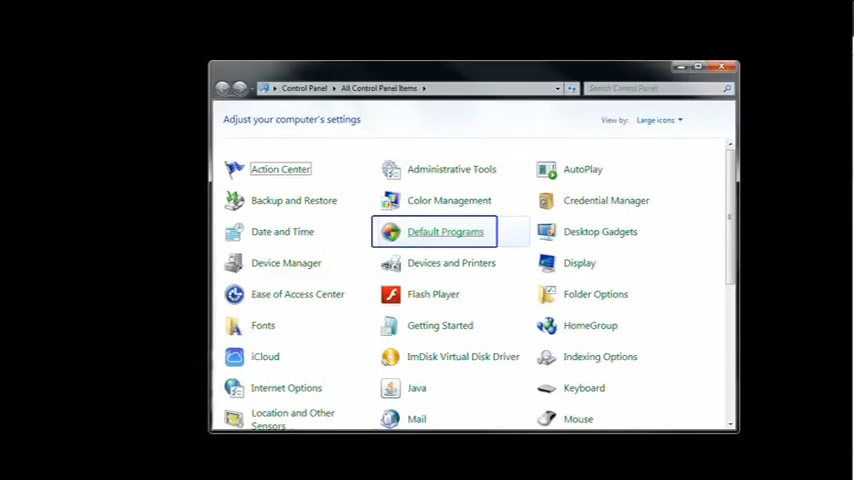 Control Panel All Control Panel Items
Search Control Panel
Adjust your computer's settings
View by: Large icons
Action Center
Administrative Tools
AutoPlay
Backup and Restore
Color Management
Credential Manager
Date and Time
Default Programs
Desktop Gadgets
Device Manager
Devices and Printers
Display
Ease of Access Center
Flash Player
Folder Options
Fonts
Getting Started
HomeGroup
iCloud
ImDisk Virtual Disk Driver
Indexing Options
Internet Options
Java
Keyboard
Location and Other
Sensors
Mail
Mouse